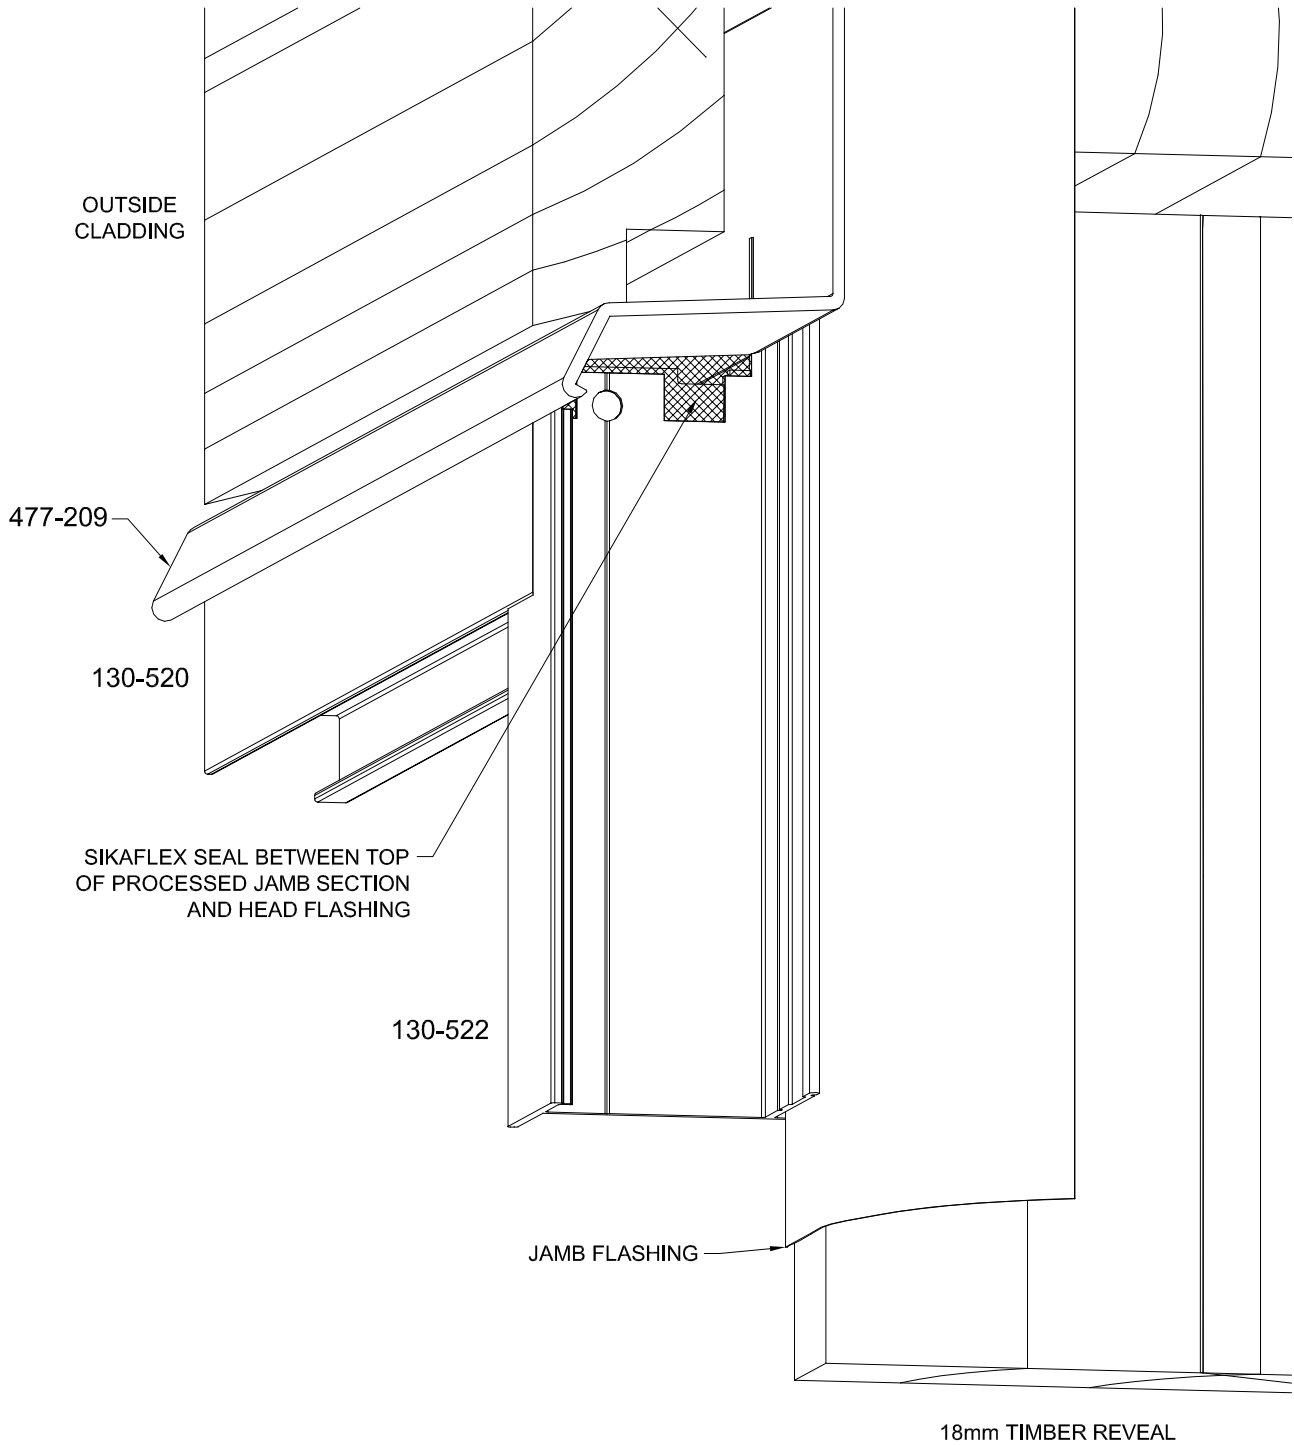 OUTSIDE
CLADDING
477-209
130-520
SIKAFLEX SEAL BETWEEN TOP
OF PROCESSED JAMB SECTION
AND HEAD FLASHING
130-522
JAMB FLASHING
18mm TIMBER REVEAL